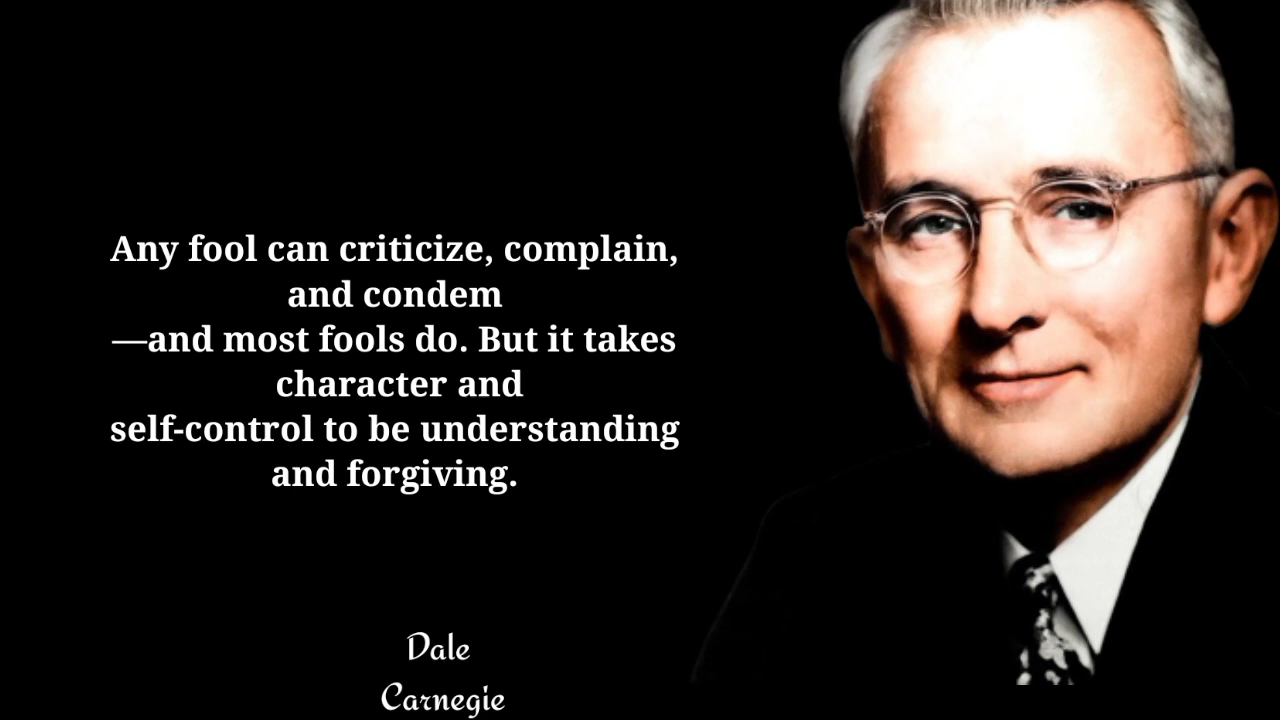 Any fool can criticize, complain,
and condem
—and most fools do. But it takes
character and
self-control to be understanding
and forgiving.
Dale
Carnegie